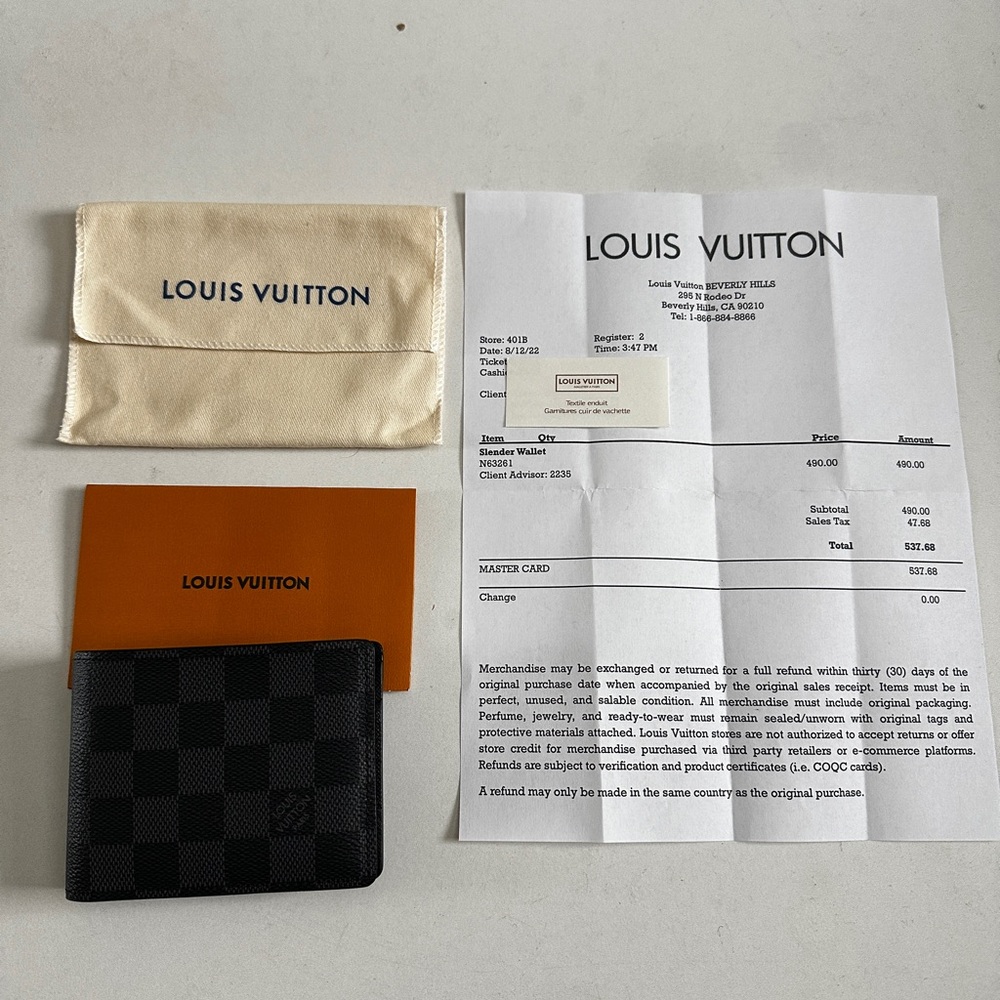 LOUIS VUITTON
LOUIS VUITTON
LOUIS VUITTON
Louis Vuitton BEVERLY HILLS
295 N Rodeo Dr
Beverly Hills, CA 90210
Tel: 1-866-884-8866
Store: 401B Register: 2
Date: 8/12/22 Time: 3:47 PM
Ticket
Cashi
Client
LOUIS VUITTON
Textile enduit
Garnitures cuir de vachette
Item Qty Price Amount
Slender Wallet
N63261 490.00 490.00
Client Advisor: 2235
Subtotal 490.00
Sales Tax 47.68
Total 537.68
MASTER CARD 537.68
Change 0.00
Merchandise may be exchanged or returned for a full refund within thirty (30) days of the
original purchase date when accompanied by the original sales receipt. Items must be in
perfect, unused, and salable condition. All merchandise must include original packaging.
Perfume, jewelry, and ready-to-wear must remain sealed/unworn with original tags and
protective materials attached. Louis Vuitton stores are not authorized to accept returns or offer
store credit for merchandise purchased via third party retailers or e-commerce platforms.
Refunds are subject to verification and product certificates (i.e. COQC cards).
A refund may only be made in the same country as the original purchase.